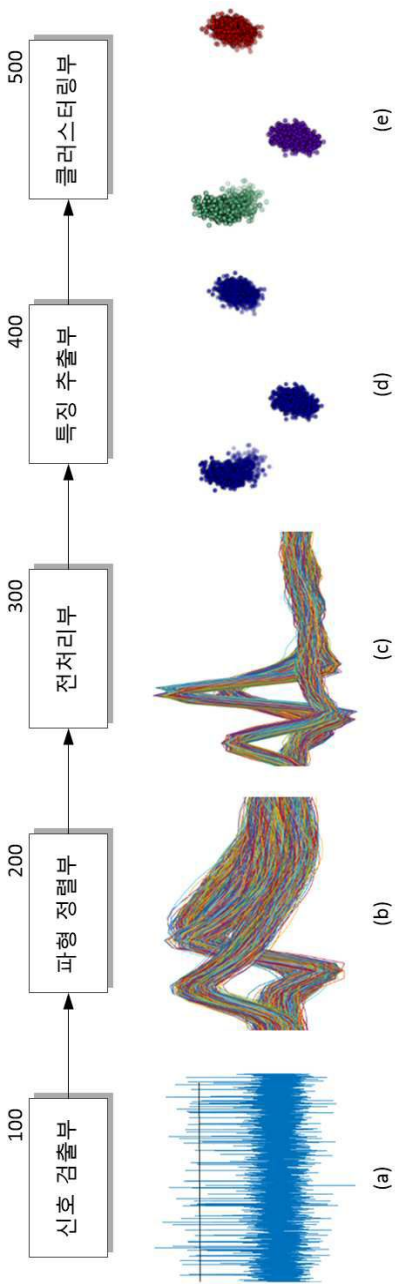 100
신호 검출부
200
파형 정렬부
300
전처리부
400
특징 추출부
500
클러스터링부
(a)
(b)
(c)
(d)
(e)